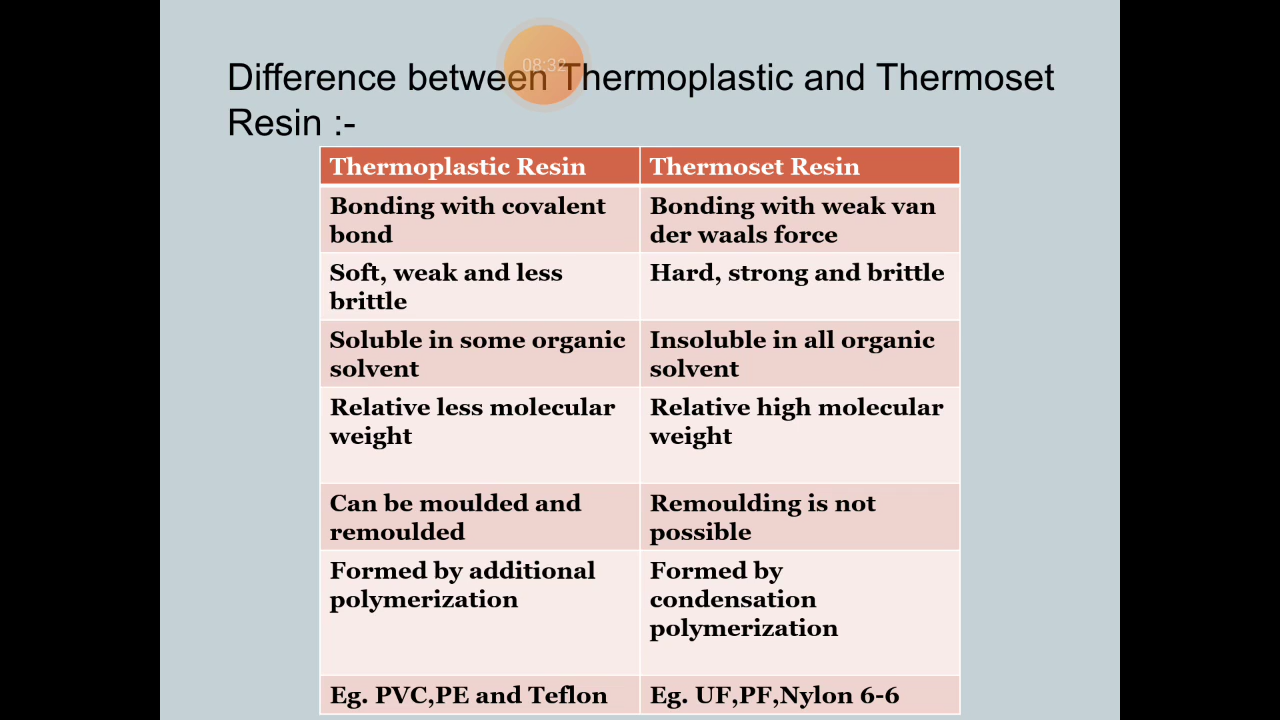 08:32
Difference between Thermoplastic and Thermoset
Resin :-
Thermoplastic Resin
Thermoset Resin
Bonding with covalent
bond
Bonding with weak van
der waals force
Soft, weak and less
brittle
Hard, strong and brittle
Soluble in some organic
solvent
Insoluble in all organic
solvent
Relative less molecular
weight
Relative high molecular
weight
Can be moulded and
remoulded
Remoulding is not
possible
Formed by additional
polymerization
Formed by
condensation
polymerization
Eg. PVC,PE and Teflon
Eg. UF,PF,Nylon 6-6